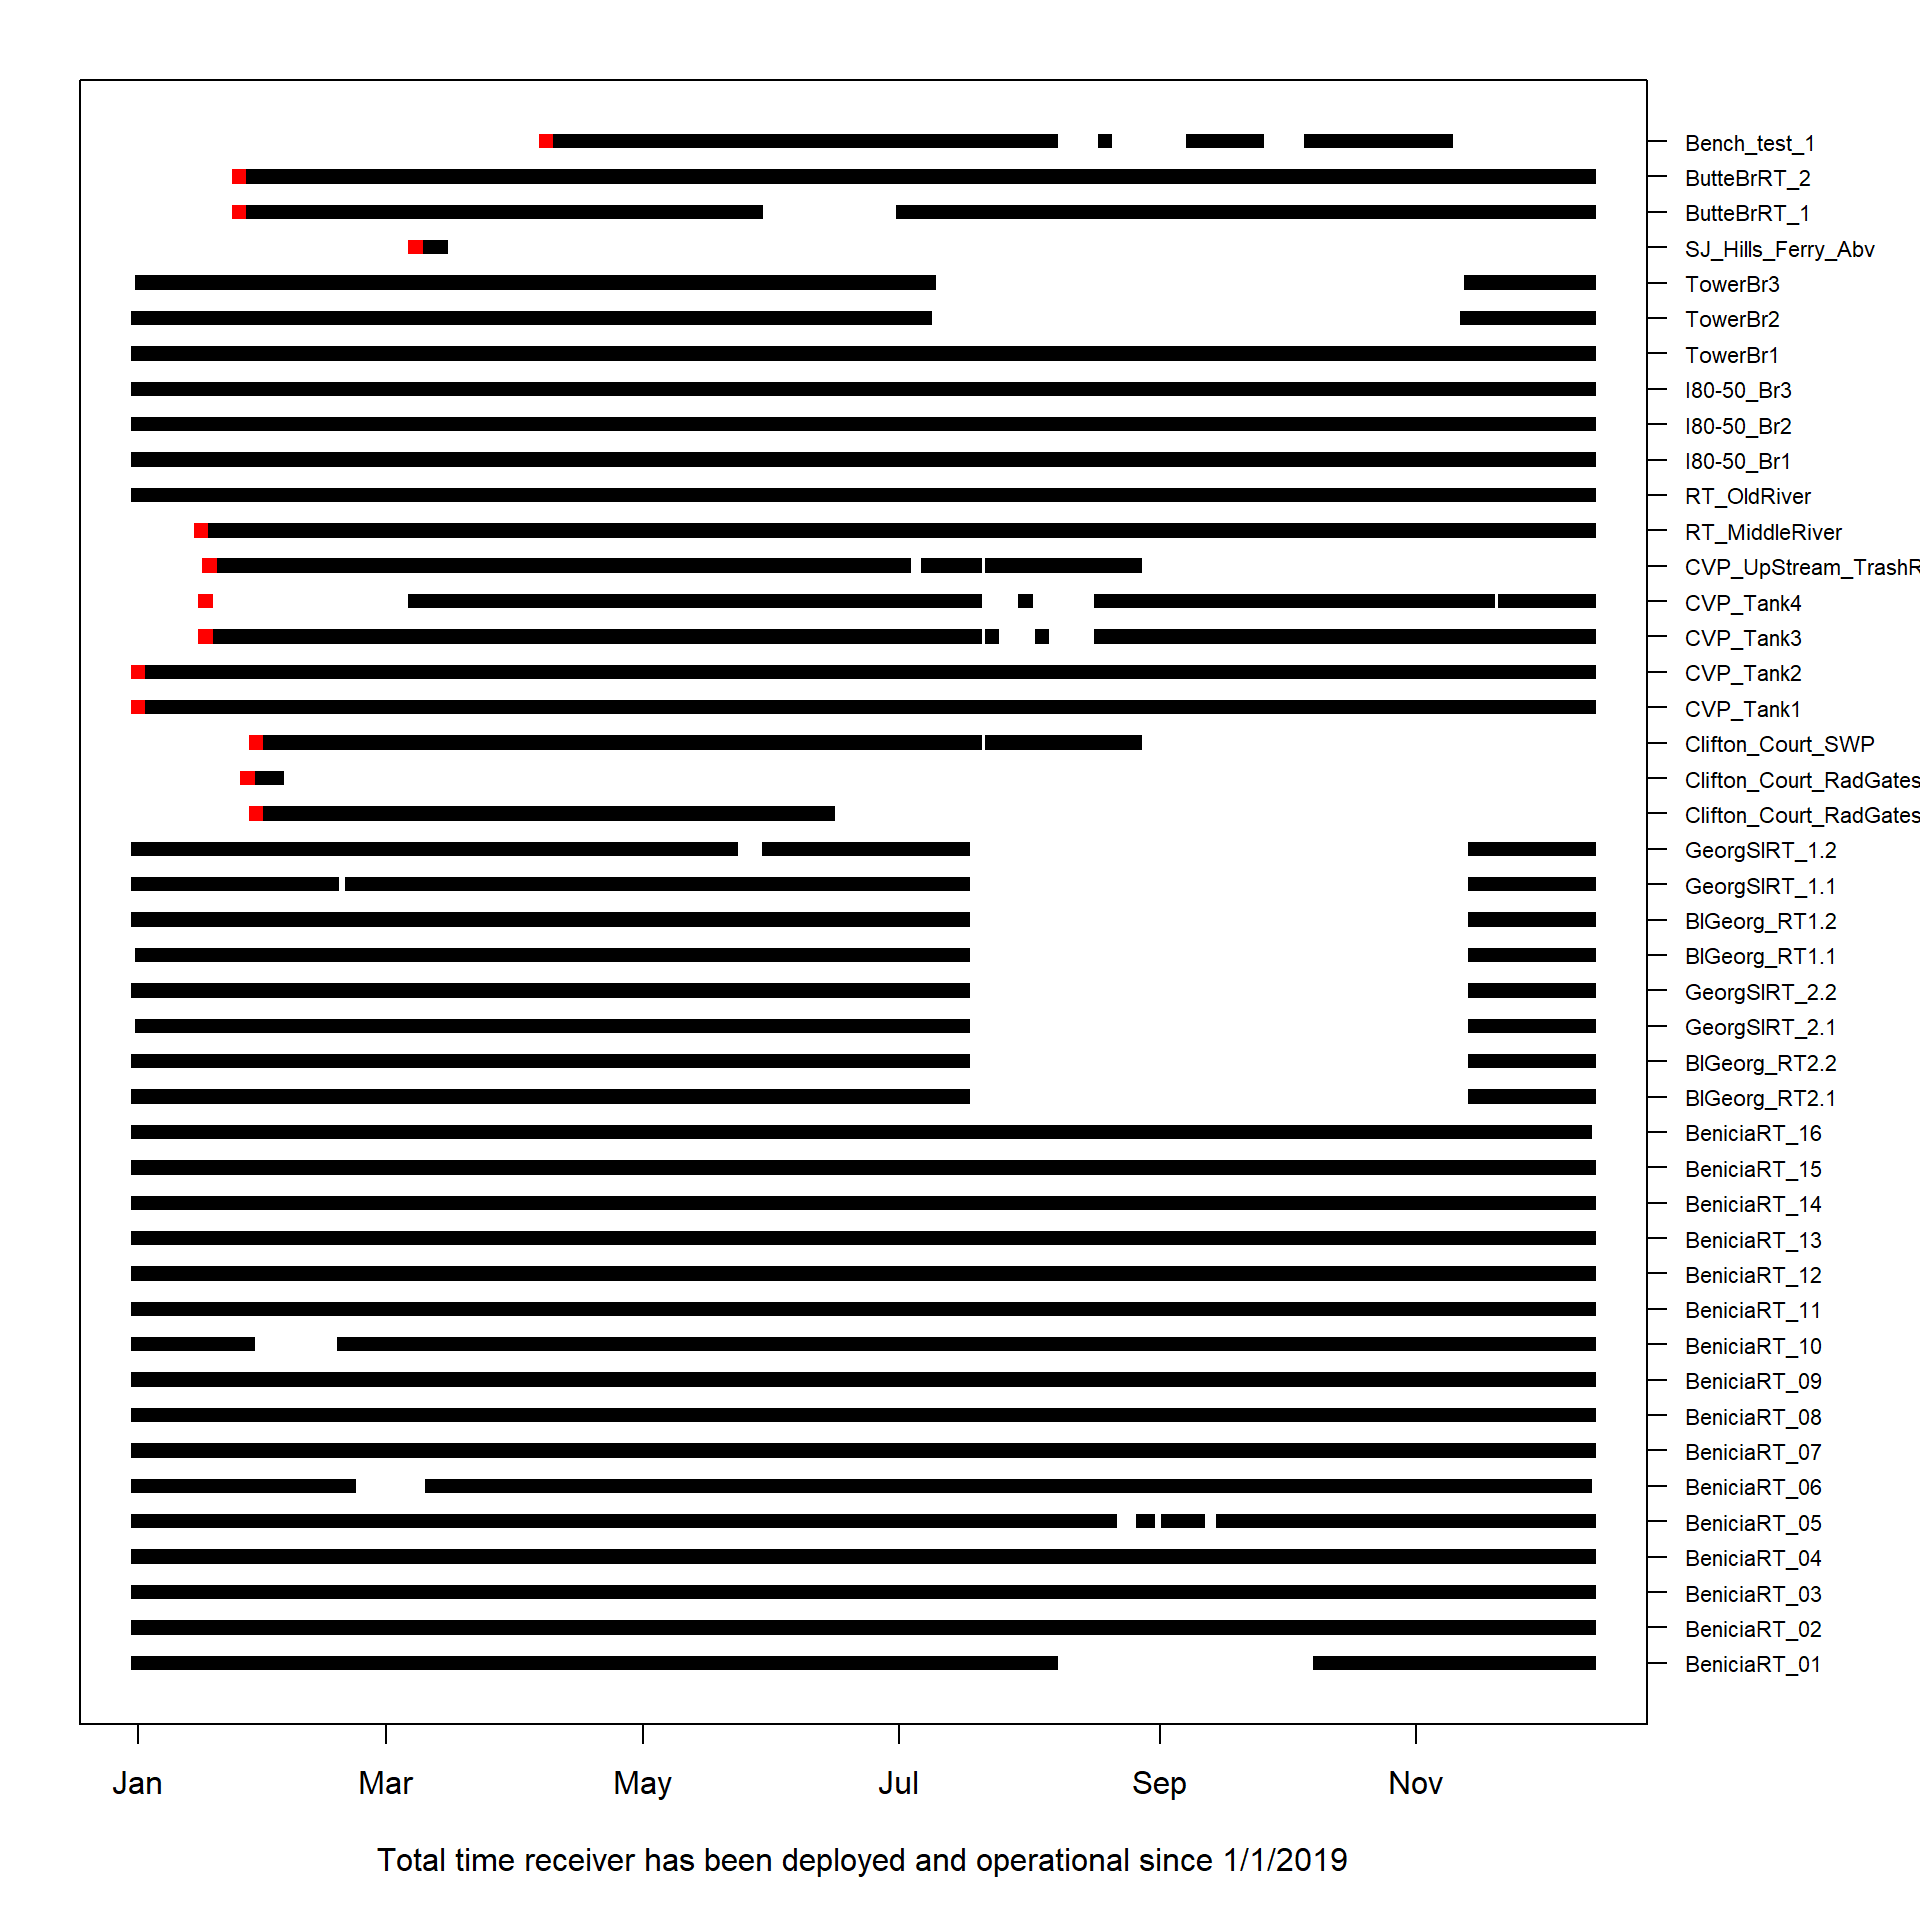 Bench_test_1
ButteBrRT_2
ButteBrRT_1
SJ_Hills_Ferry_Abv
TowerBr3
TowerBr2
TowerBr1
I80-50_Br3
I80-50_Br2
I80-50_Br1
RT_OldRiver
RT_MiddleRiver
CVP_UpStream_TrashR
CVP_Tank4
CVP_Tank3
CVP_Tank2
CVP_Tank1
Clifton_Court_SWP
Clifton_Court_RadGates
Clifton_Court_RadGates
GeorgSlRT_1.2
GeorgSlRT_1.1
BlGeorg_RT1.2
BlGeorg_RT1.1
GeorgSlRT_2.2
GeorgSlRT_2.1
BlGeorg_RT2.2
BlGeorg_RT2.1
BeniciaRT_16
BeniciaRT_15
BeniciaRT_14
BeniciaRT_13
BeniciaRT_12
BeniciaRT_11
BeniciaRT_10
BeniciaRT_09
BeniciaRT_08
BeniciaRT_07
BeniciaRT_06
BeniciaRT_05
BeniciaRT_04
BeniciaRT_03
BeniciaRT_02
BeniciaRT_01
Jan Mar May Jul Sep Nov
Total time receiver has been deployed and operational since 1/1/2019